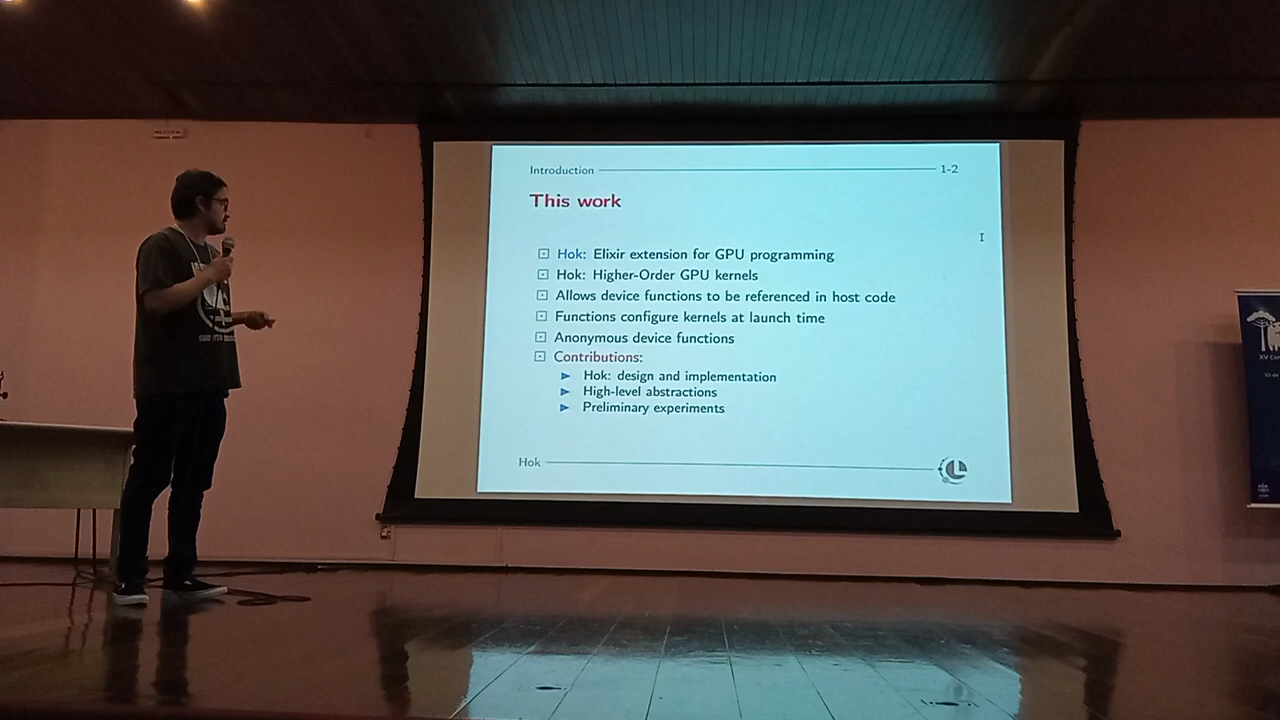 Introduction 1-2
This work
Hok: Elixir extension for GPU programming
Hok: Higher-Order GPU kernels
Allows device functions to be referenced in host code
Functions configure kernels at launch time
Anonymous device functions
Contributions:
Hok: design and implementation
High-level abstractions
Preliminary experiments
Hok